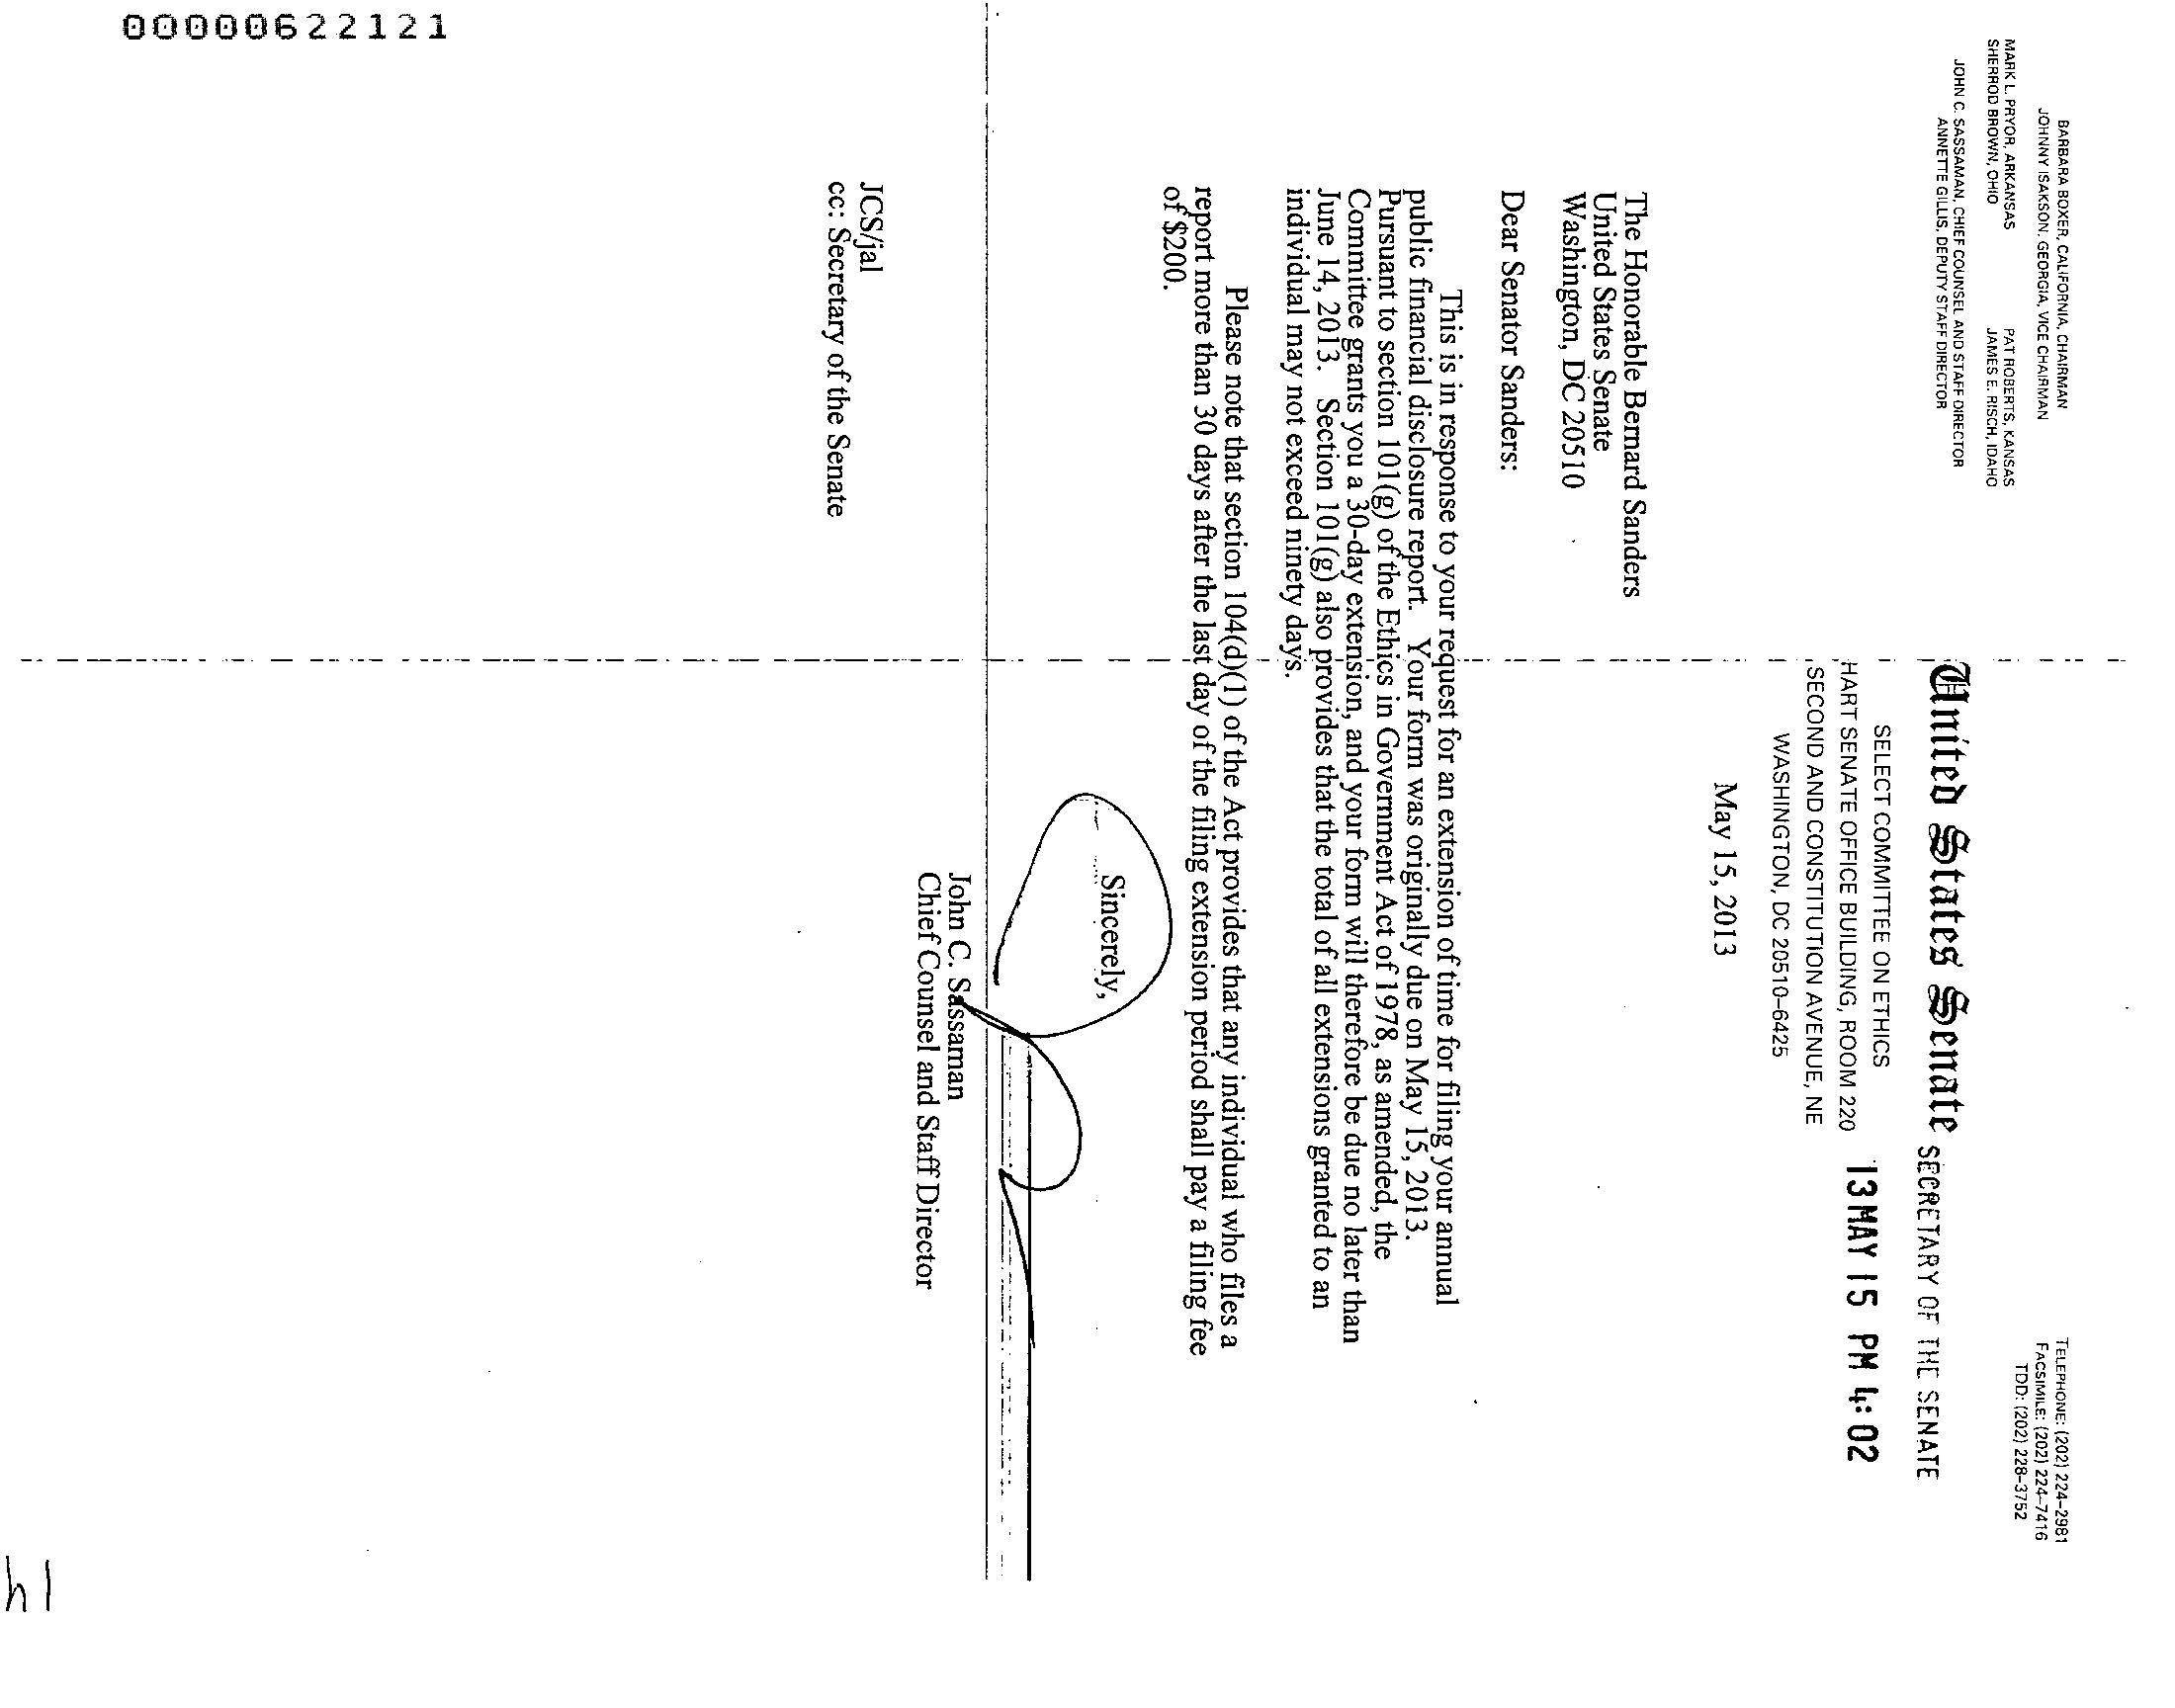 00000622121
BARBARA BOXER, CALIFORNIA, CHAIRMAN
JOHNNY ISAKSON, GEORGIA, VICE CHAIRMAN
MARK L. PRYOR, ARKANSAS PAT ROBERTS, KANSAS
SHERROD BROWN, OHIO JAMES E. RISCH, IDAHO
JOHN C. SASSAMAN, CHIEF COUNSEL AND STAFF DIRECTOR
ANNETTE GILLIS, DEPUTY STAFF DIRECTOR
TELEPHONE: (202) 224–2981
FACSIMILE: (202) 224–7416
TDD: (202) 228–3752
United States Senate
SELECT COMMITTEE ON ETHICS
HART SENATE OFFICE BUILDING, ROOM 220
SECOND AND CONSTITUTION AVENUE, NE
WASHINGTON, DC 20510–6425
SECRETARY OF THE SENATE
13 MAY 15 PM 4:02
May 15, 2013
The Honorable Bernard Sanders
United States Senate
Washington, DC 20510
Dear Senator Sanders:
This is in response to your request for an extension of time for filing your annual
public financial disclosure report. Your form was originally due on May 15, 2013.
Pursuant to section 101(g) of the Ethics in Government Act of 1978, as amended, the
Committee grants you a 30-day extension, and your form will therefore be due no later than
June 14, 2013. Section 101(g) also provides that the total of all extensions granted to an
individual may not exceed ninety days.
Please note that section 104(d)(1) of the Act provides that any individual who files a
report more than 30 days after the last day of the filing extension period shall pay a filing fee
of $200.
Sincerely,
John C. Sassaman
Chief Counsel and Staff Director
JCS/jal
cc: Secretary of the Senate